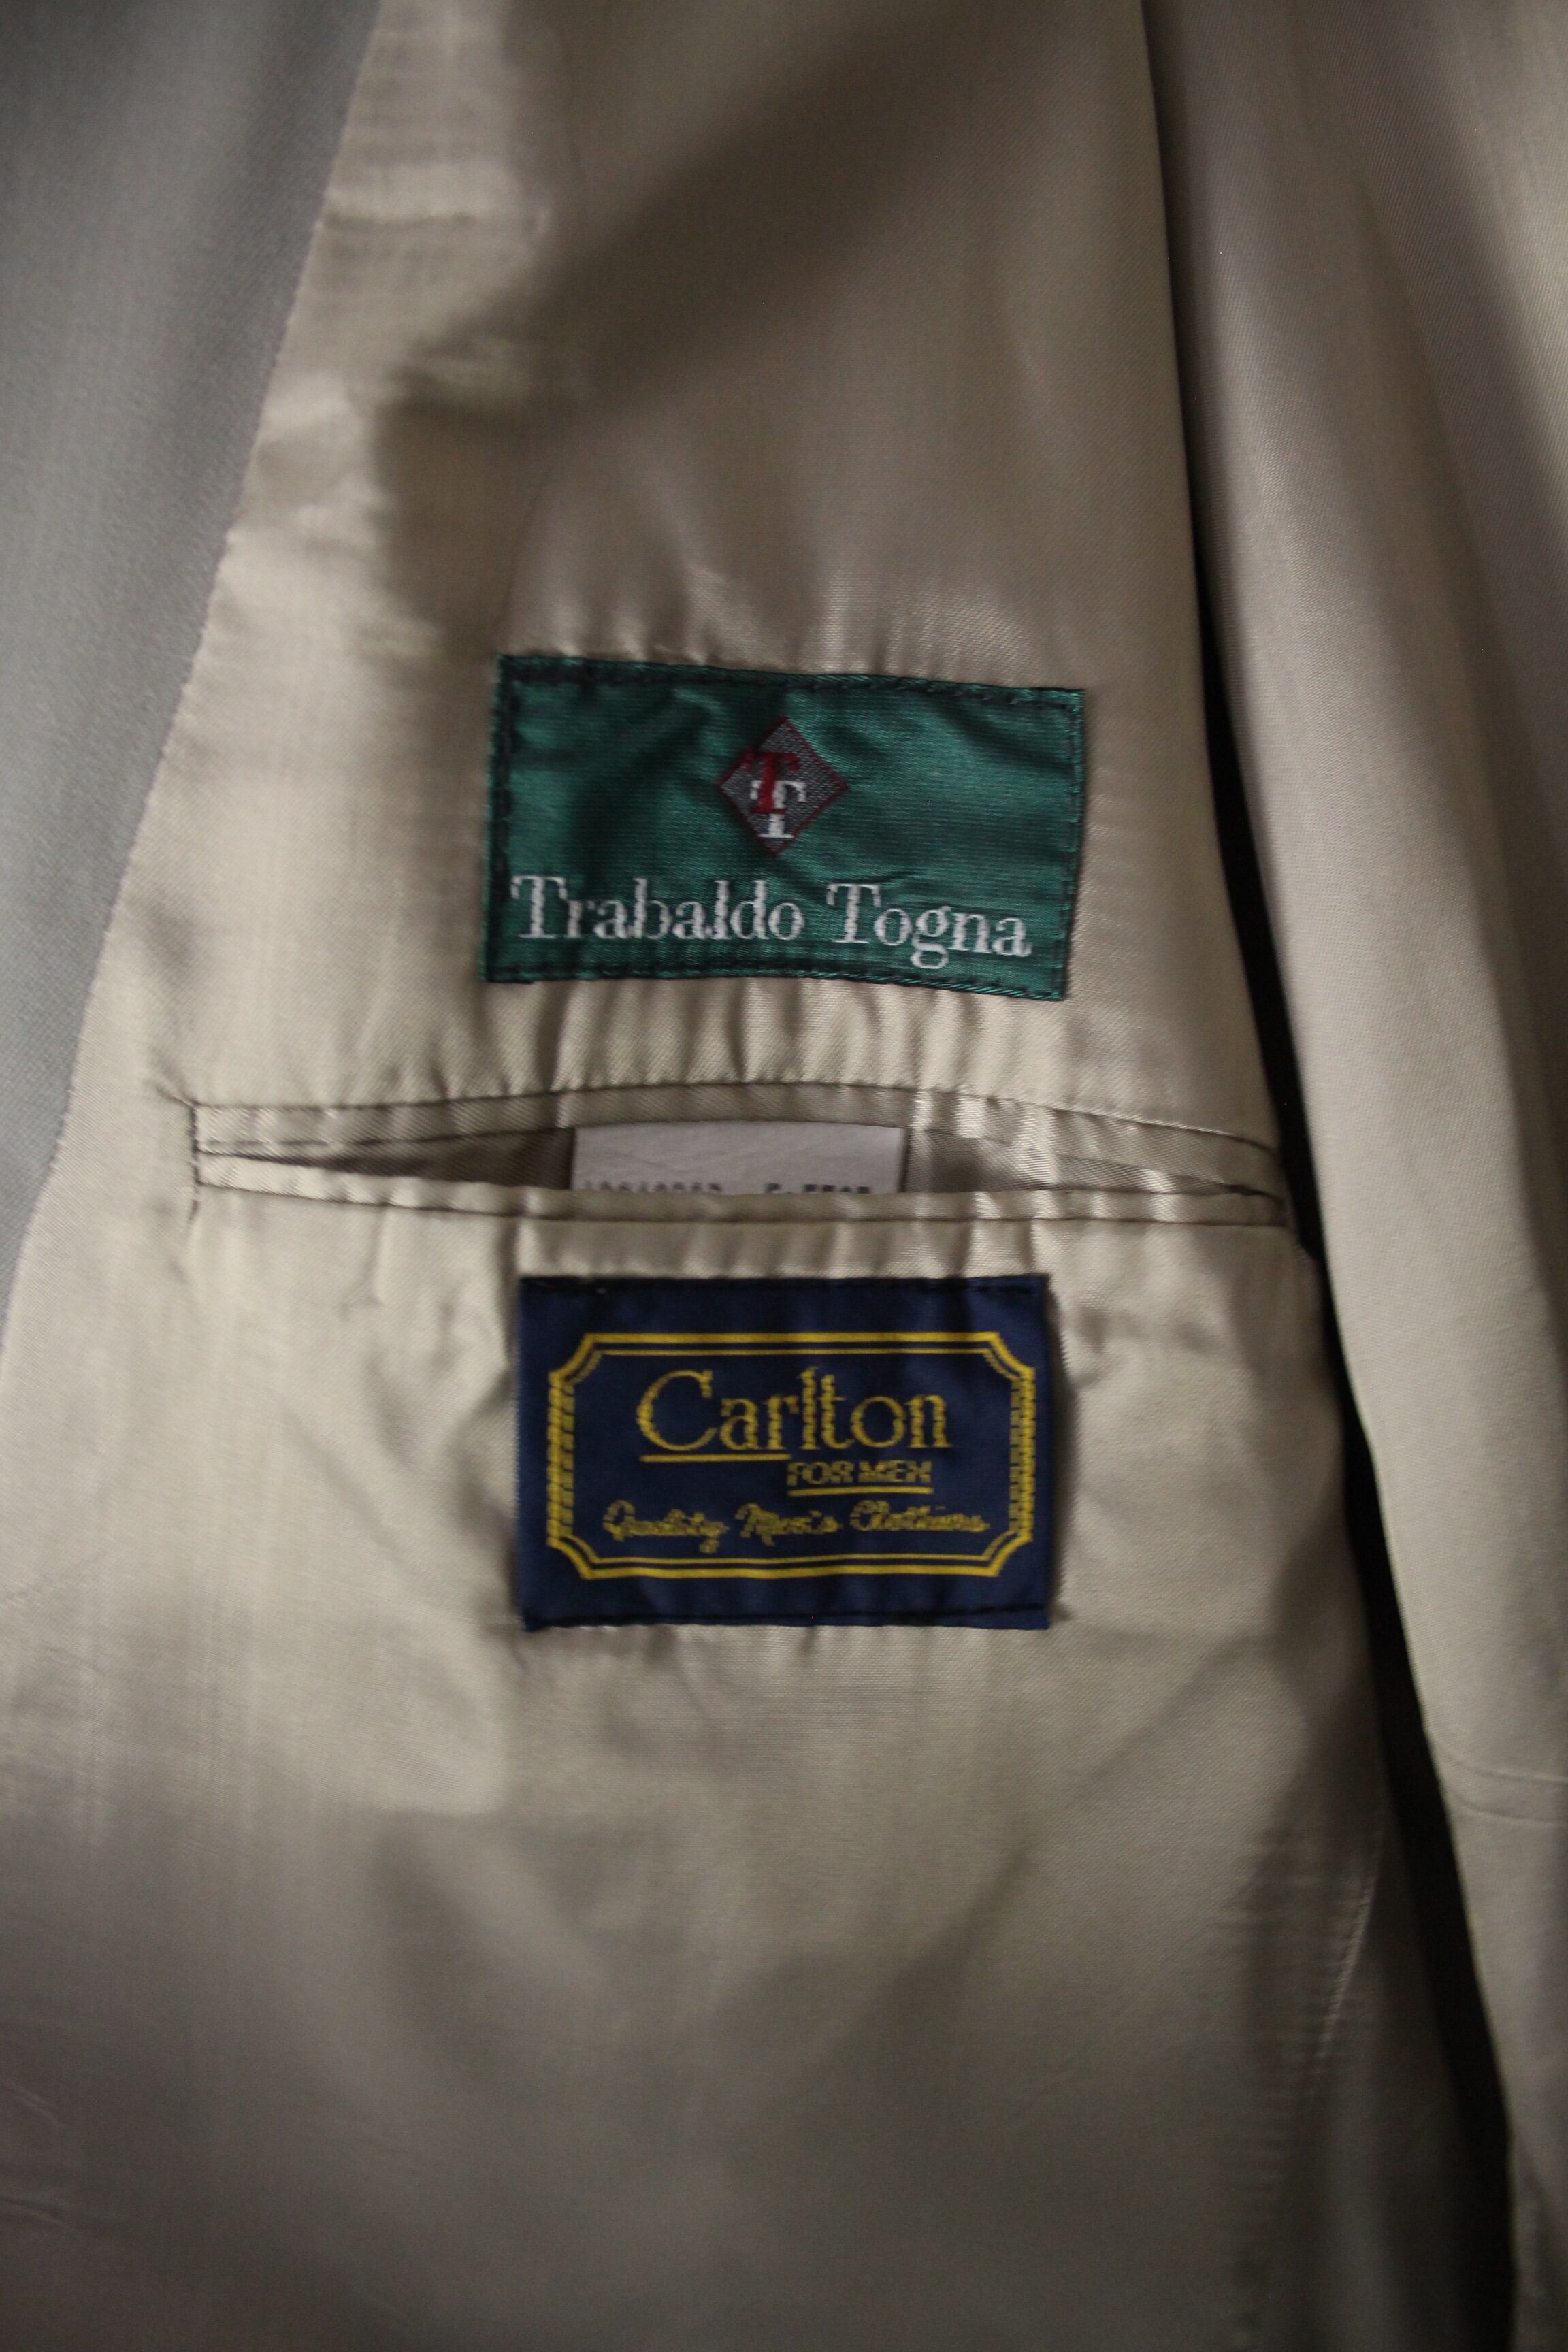 TT
Trabaldo Togna
Carlton
FOR MEN
Quality Men's Clothiers